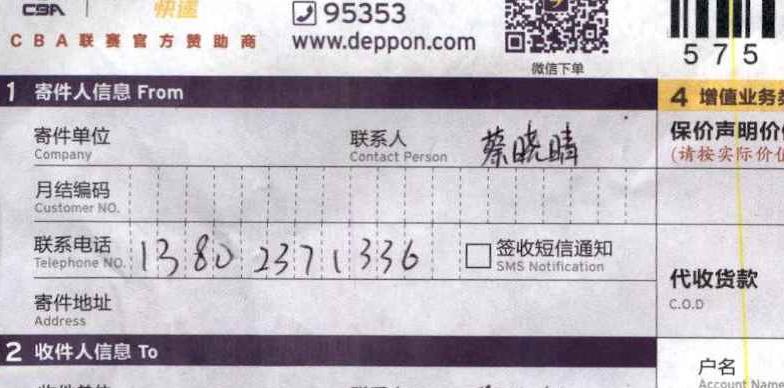 CBA 快递 95353
CBA联赛官方赞助商 www.deppon.com
微信下单
575
1 寄件人信息 From
4 增值业务
寄件单位 联系人 蔡晓晴
Company Contact Person
保价声明价
(请按实际价值
月结编码
Customer NO.
联系电话 13802371336 签收短信通知
Telephone NO. SMS Notification
代收货款
C.O.D
寄件地址
Address
2 收件人信息 To
户名
Account Name